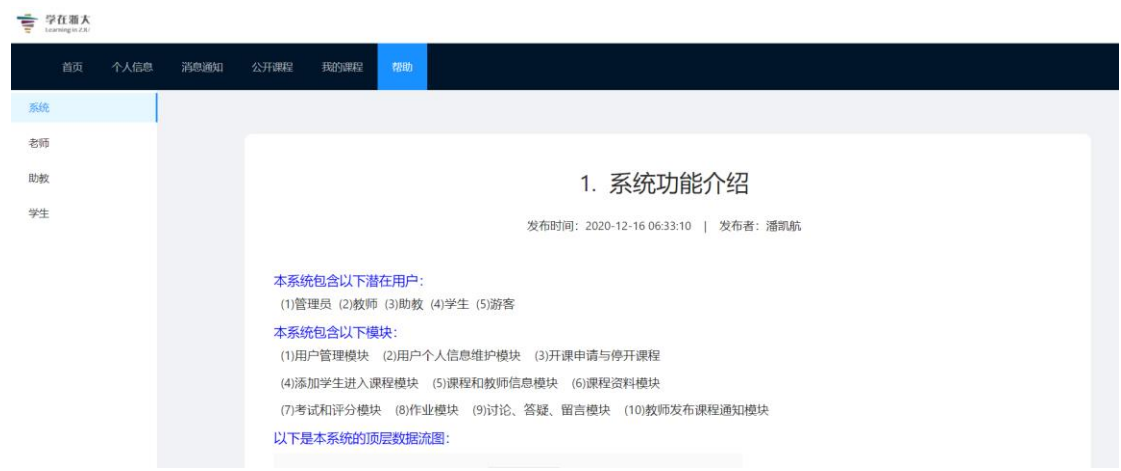 学在浙大
Learning in ZJU
首页 个人信息 消息通知 公开课程 我的课程 帮助
系统
老师
助教
学生
1. 系统功能介绍
发布时间：2020-12-16 06:33:10 | 发布者：潘凯航
本系统包含以下潜在用户：
(1)管理员 (2)教师 (3)助教 (4)学生 (5)游客
本系统包含以下模块：
(1)用户管理模块 (2)用户个人信息维护模块 (3)开课申请与停开课程
(4)添加学生进入课程模块 (5)课程和教师信息模块 (6)课程资料模块
(7)考试和评分模块 (8)作业模块 (9)讨论、答疑、留言模块 (10)教师发布课程通知模块
以下是本系统的顶层数据流图：